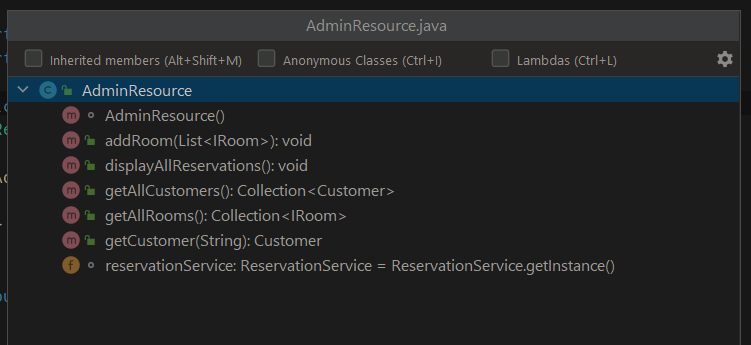 AdminResource.java
Inherited members (Alt+Shift+M) Anonymous Classes (Ctrl+I) Lambdas (Ctrl+L)
C AdminResource
m AdminResource()
m addRoom(List<IRoom>): void
m displayAllReservations(): void
m getAllCustomers(): Collection<Customer>
m getAllRooms(): Collection<IRoom>
m getCustomer(String): Customer
f reservationService: ReservationService = ReservationService.getInstance()